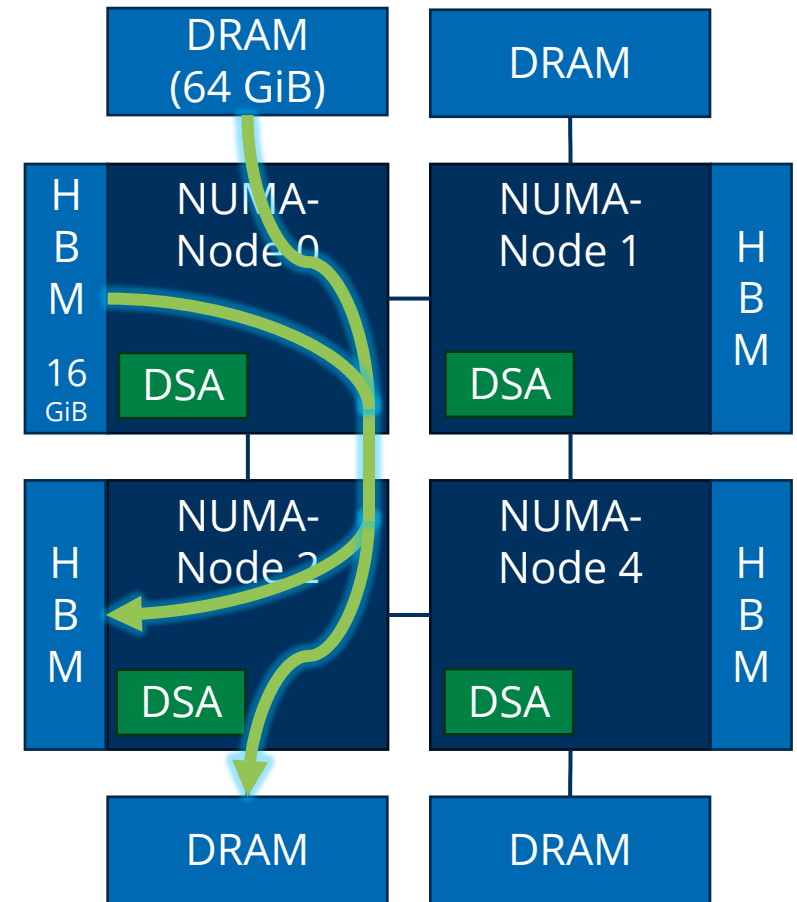 DRAM
(64 GiB)
DRAM
H
B
M
16
GiB
NUMA-
Node 0
DSA
NUMA-
Node 1
DSA
H
B
M
H
B
M
NUMA-
Node 2
DSA
NUMA-
Node 4
DSA
H
B
M
DRAM
DRAM